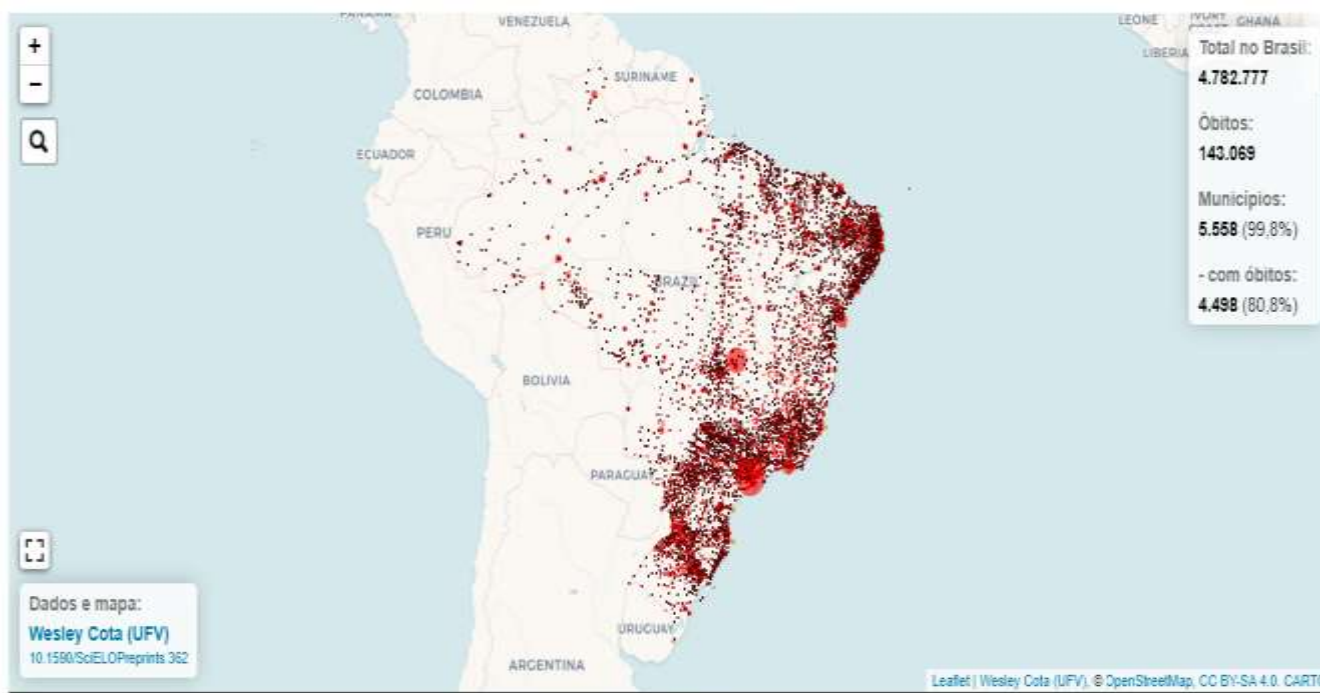 VENEZUELA
LEONE
GHANA
LIBERIA
SURINAME
COLOMBIA
ECUADOR
PERU
BRAZIL
BOLIVIA
PARAGUAY
URUGUAY
ARGENTINA
+
−
Total no Brasil:
4.782.777
Óbitos:
143.069
Municípios:
5.558 (99,8%)
- com óbitos:
4.498 (80,8%)
Dados e mapa:
Wesley Cota (UFV)
10.1590/SciELOPreprints.362
Leaflet | Wesley Cota (UFV), © OpenStreetMap, CC BY-SA 4.0. CARTO